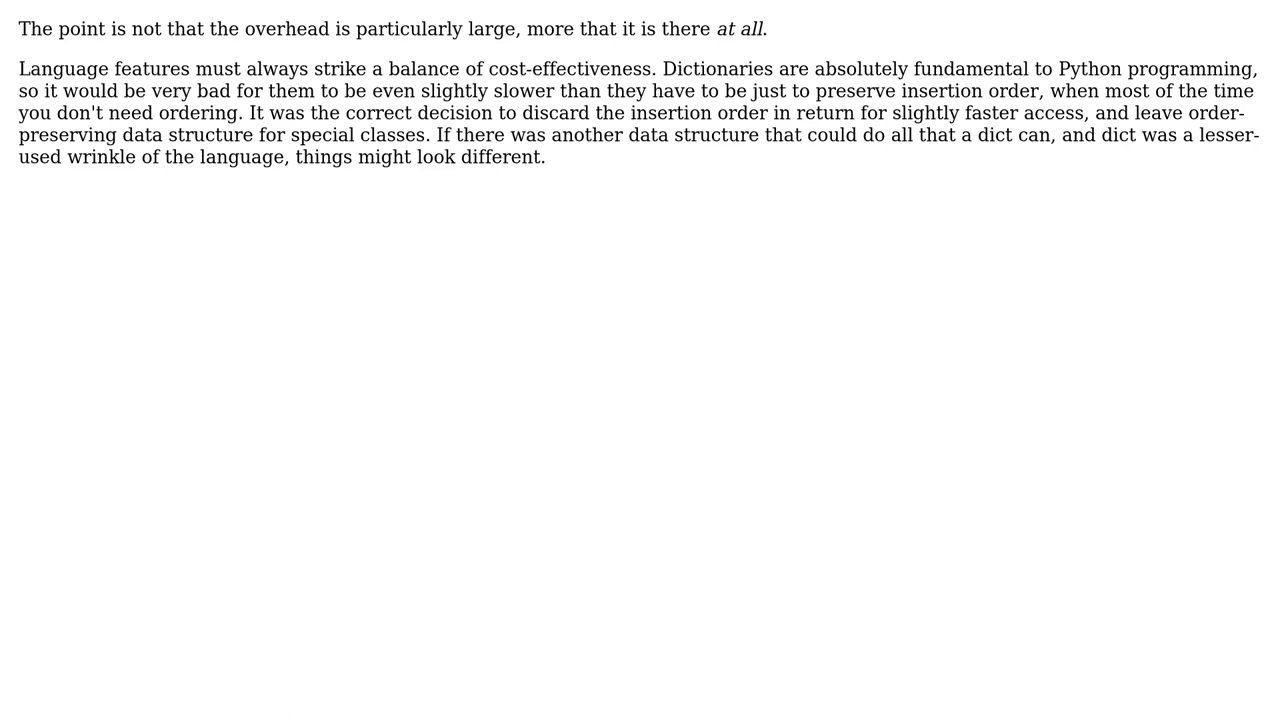 The point is not that the overhead is particularly large, more that it is there at all.
Language features must always strike a balance of cost-effectiveness. Dictionaries are absolutely fundamental to Python programming,
so it would be very bad for them to be even slightly slower than they have to be just to preserve insertion order, when most of the time
you don't need ordering. It was the correct decision to discard the insertion order in return for slightly faster access, and leave order-
preserving data structure for special classes. If there was another data structure that could do all that a dict can, and dict was a lesser-
used wrinkle of the language, things might look different.